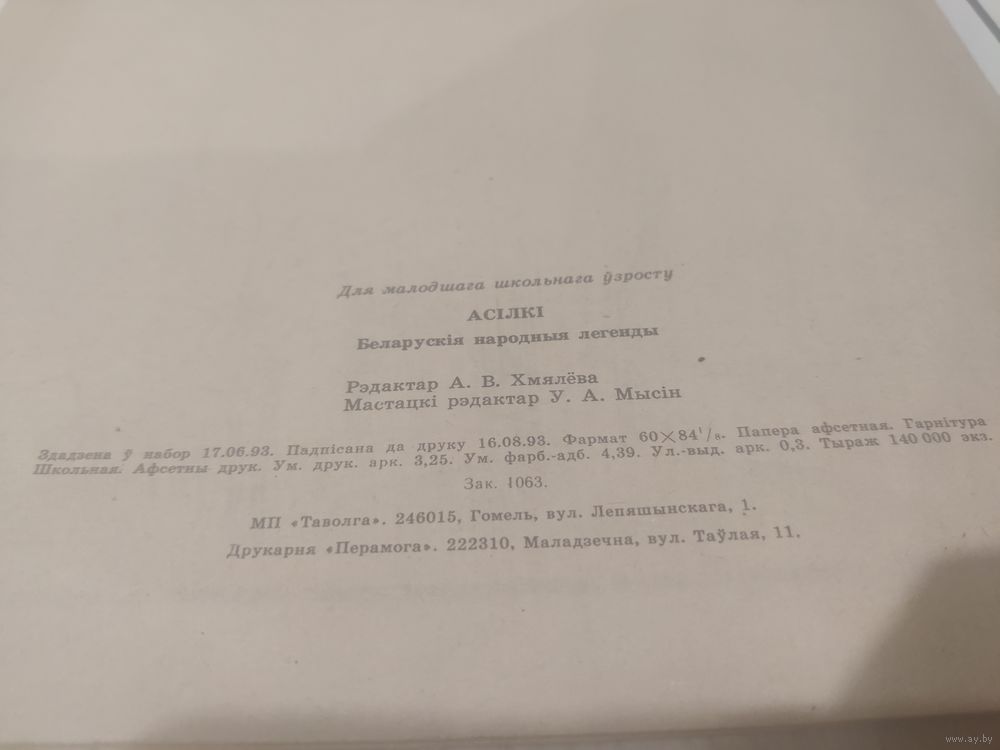 Для малодшага школьнага ўзросту
АСІЛКІ
Беларускія народныя легенды
Рэдактар А. В. Хмялёва
Мастацкі рэдактар У. А. Мысін
Здадзена ў набор 17.06.93. Падпісана да друку 16.08.93. Фармат 60×84¹/₈. Папера афсетная. Гарнітура
Школьная. Афсетны друк. Ум. друк. арк. 3,25. Ум. фарб.-адб. 4,39. Ул.-выд. арк. 0,3. Тыраж 140 000 экз.
Зак. 1063.
МП «Таволга». 246015, Гомель, вул. Лепяшынскага, 1.
Друкарня «Перамога». 222310, Маладзечна, вул. Таўлая, 11.
www.ay.by